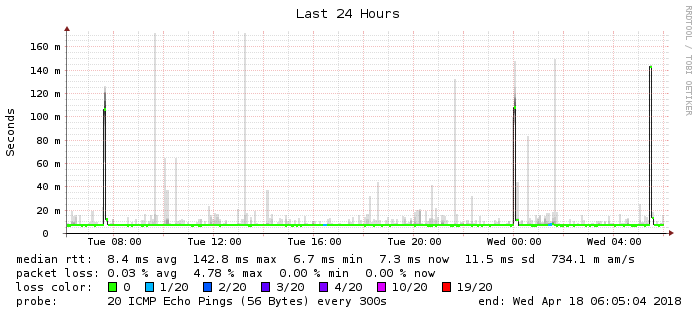 Last 24 Hours
RRDTOOL / TOBI OETIKER
Seconds
160 m
140 m
120 m
100 m
80 m
60 m
40 m
20 m
0
Tue 08:00 Tue 12:00 Tue 16:00 Tue 20:00 Wed 00:00 Wed 04:00
median rtt: 8.4 ms avg 142.8 ms max 6.7 ms min 7.3 ms now 11.5 ms sd 734.1 m am/s
packet loss: 0.03 % avg 4.78 % max 0.00 % min 0.00 % now
loss color: 0 1/20 2/20 3/20 4/20 10/20 19/20
probe: 20 ICMP Echo Pings (56 Bytes) every 300s end: Wed Apr 18 06:05:04 2018